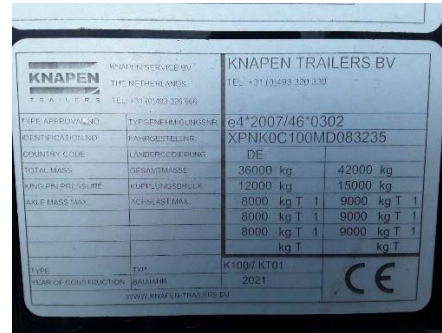 KNAPEN
TRAILERS
KNAPEN SERVICE BV
THE NETHERLANDS
TEL: +31 (0)493 320 060
KNAPEN TRAILERS BV
TEL: +31 (0)493 320 330
TYPE APPROVAL NO. TYPGENEHMIGUNGSNR. e4*2007/46*0302
IDENTIFICATION NO FAHRGESTELLNR. XPNK0C100MD083235
COUNTRY CODE LÄNDERCODIERUNG DE
TOTAL MASS GESAMTMASSE 36000 kg 42000 kg
KING PIN PRESSURE KUPPLUNGSDRUCK 12000 kg 15000 kg
AXLE MASS MAX. ACHSLAST MAX. 8000 kg T 1 9000 kg T 1
8000 kg T 1 9000 kg T 1
8000 kg T 1 9000 kg T 1
kg T kg T
TYPE TYP K100 / KT01
YEAR OF CONSTRUCTION BAUJAHR 2021
CE
WWW.KNAPEN-TRAILERS.EU